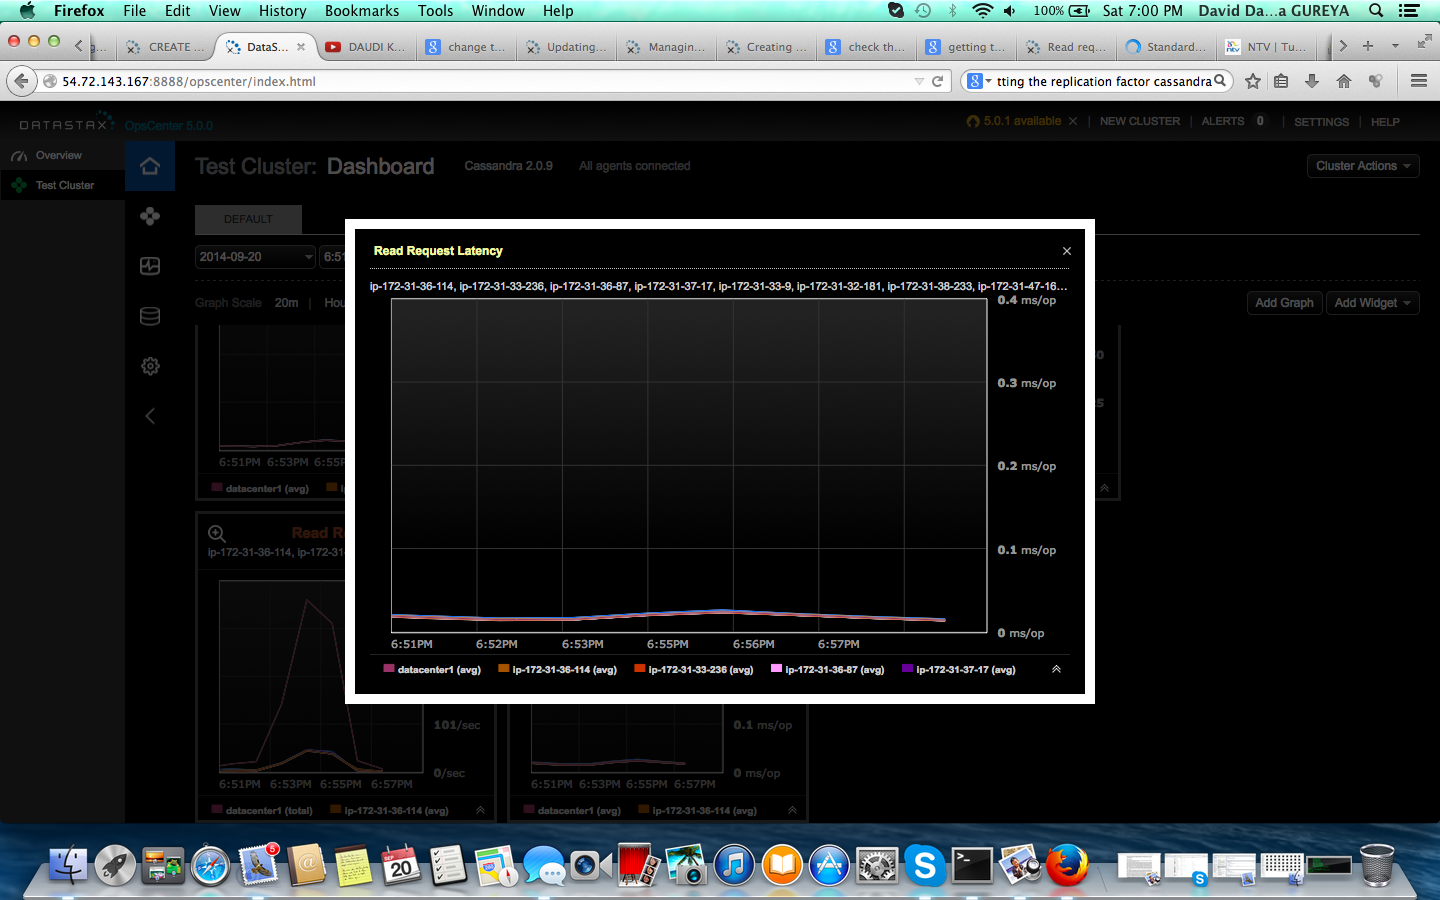 Firefox File Edit View History Bookmarks Tools Window Help 100% Sat 7:00 PM David Da...a GUREYA
g... CREATE ... DataS... DAUDI K... change t... Updating... Managin... Creating ... check th... getting t... Read req... Standard... NTV | Tu...
54.72.143.167:8888/opscenter/index.html tting the replication factor cassandra
DATASTAX OpsCenter 5.0.0 5.0.1 available × | NEW CLUSTER | ALERTS 0 | SETTINGS | HELP
Overview
Test Cluster
Test Cluster: Dashboard Cassandra 2.0.9 All agents connected Cluster Actions
DEFAULT
2014-09-20 6:51
Graph Scale 20m | Hou
Add Graph Add Widget
Read Request Latency ×
ip-172-31-36-114, ip-172-31-33-236, ip-172-31-36-87, ip-172-31-37-17, ip-172-31-33-9, ip-172-31-32-181, ip-172-31-38-233, ip-172-31-47-16...
0.4 ms/op
0.3 ms/op
0.2 ms/op
0.1 ms/op
0 ms/op
6:51PM 6:52PM 6:53PM 6:55PM 6:56PM 6:57PM
datacenter1 (avg) ip-172-31-36-114 (avg) ip-172-31-33-236 (avg) ip-172-31-36-87 (avg) ip-172-31-37-17 (avg)
6:51PM 6:53PM 6:55P
datacenter1 (avg)
Read R
ip-172-31-36-114, ip-172-31
101/sec
0/sec
6:51PM 6:53PM 6:55PM 6:57PM
datacenter1 (total) ip-172-31-36-114 (avg)
0.1 ms/op
0 ms/op
6:51PM 6:53PM 6:55PM 6:57PM
datacenter1 (avg) ip-172-31-36-114 (avg)
5
SEP
20